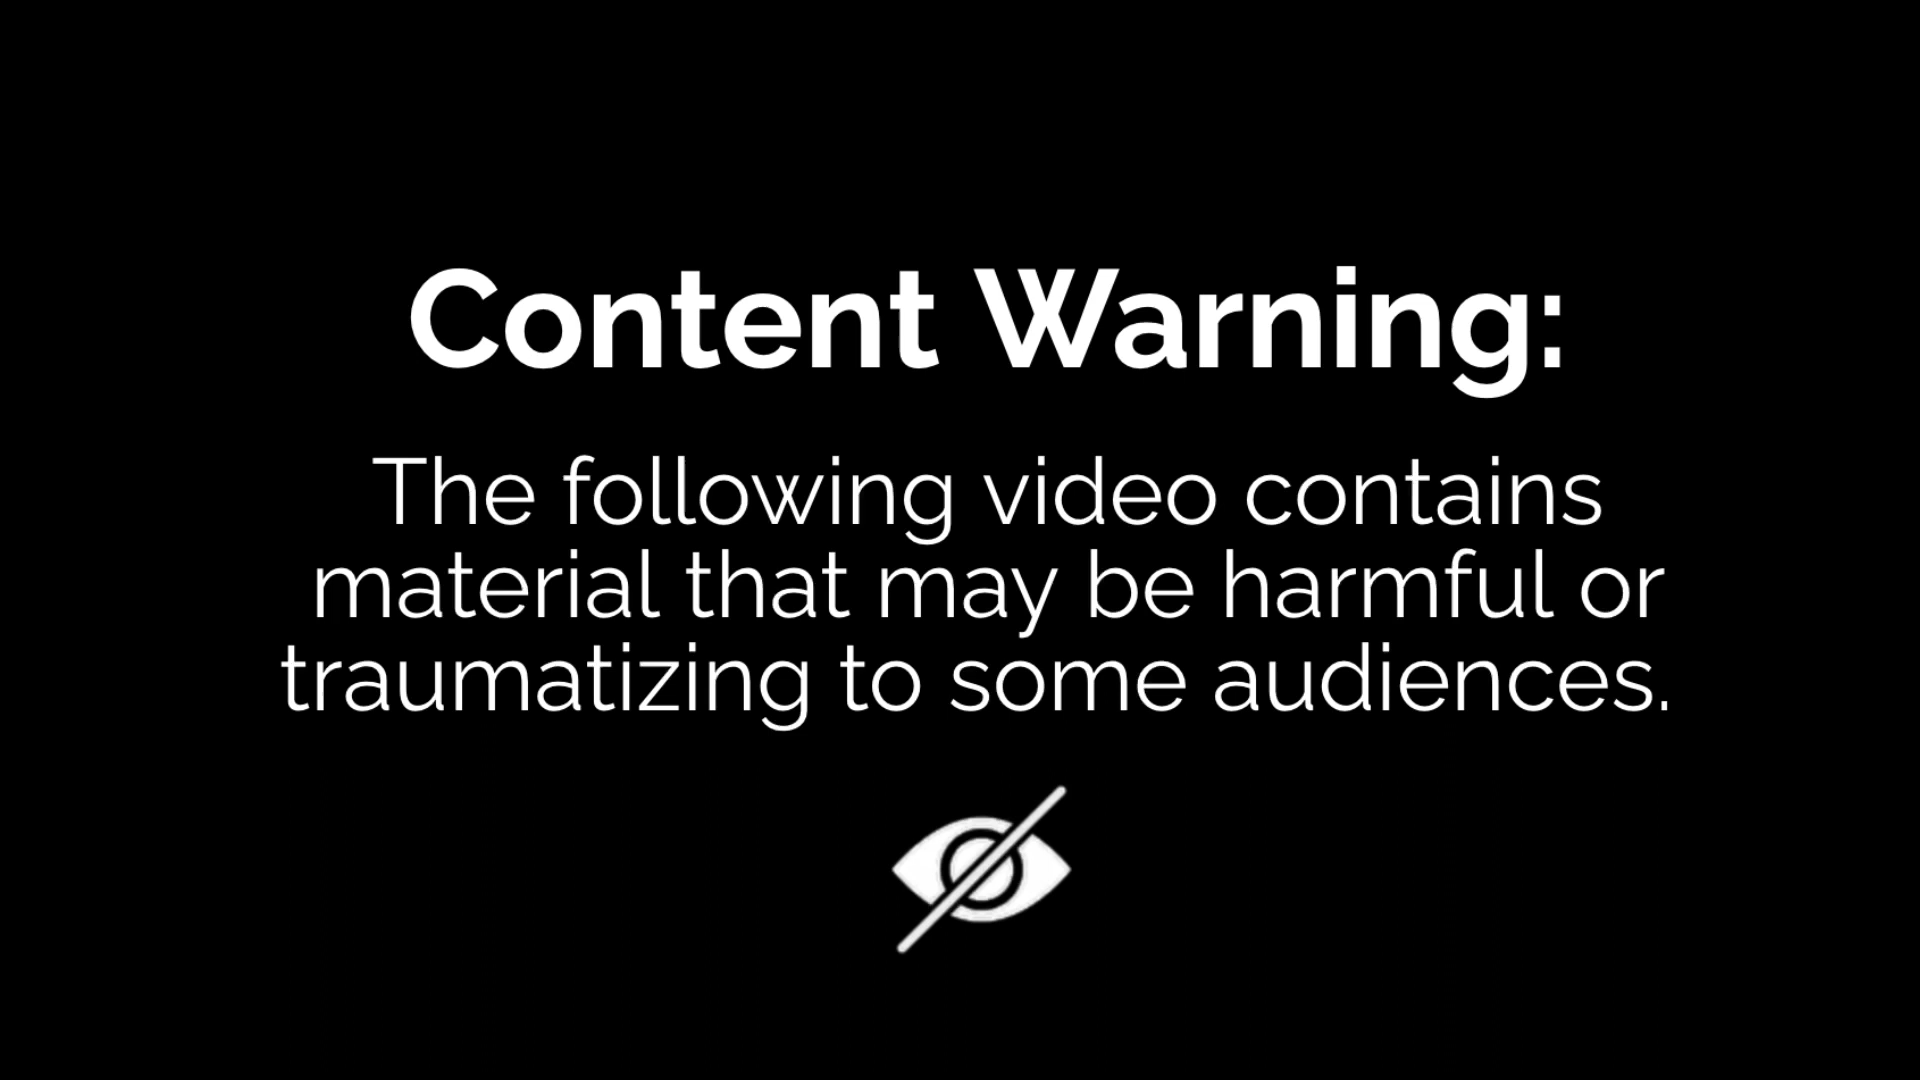 Content Warning:
The following video contains
material that may be harmful or
traumatizing to some audiences.